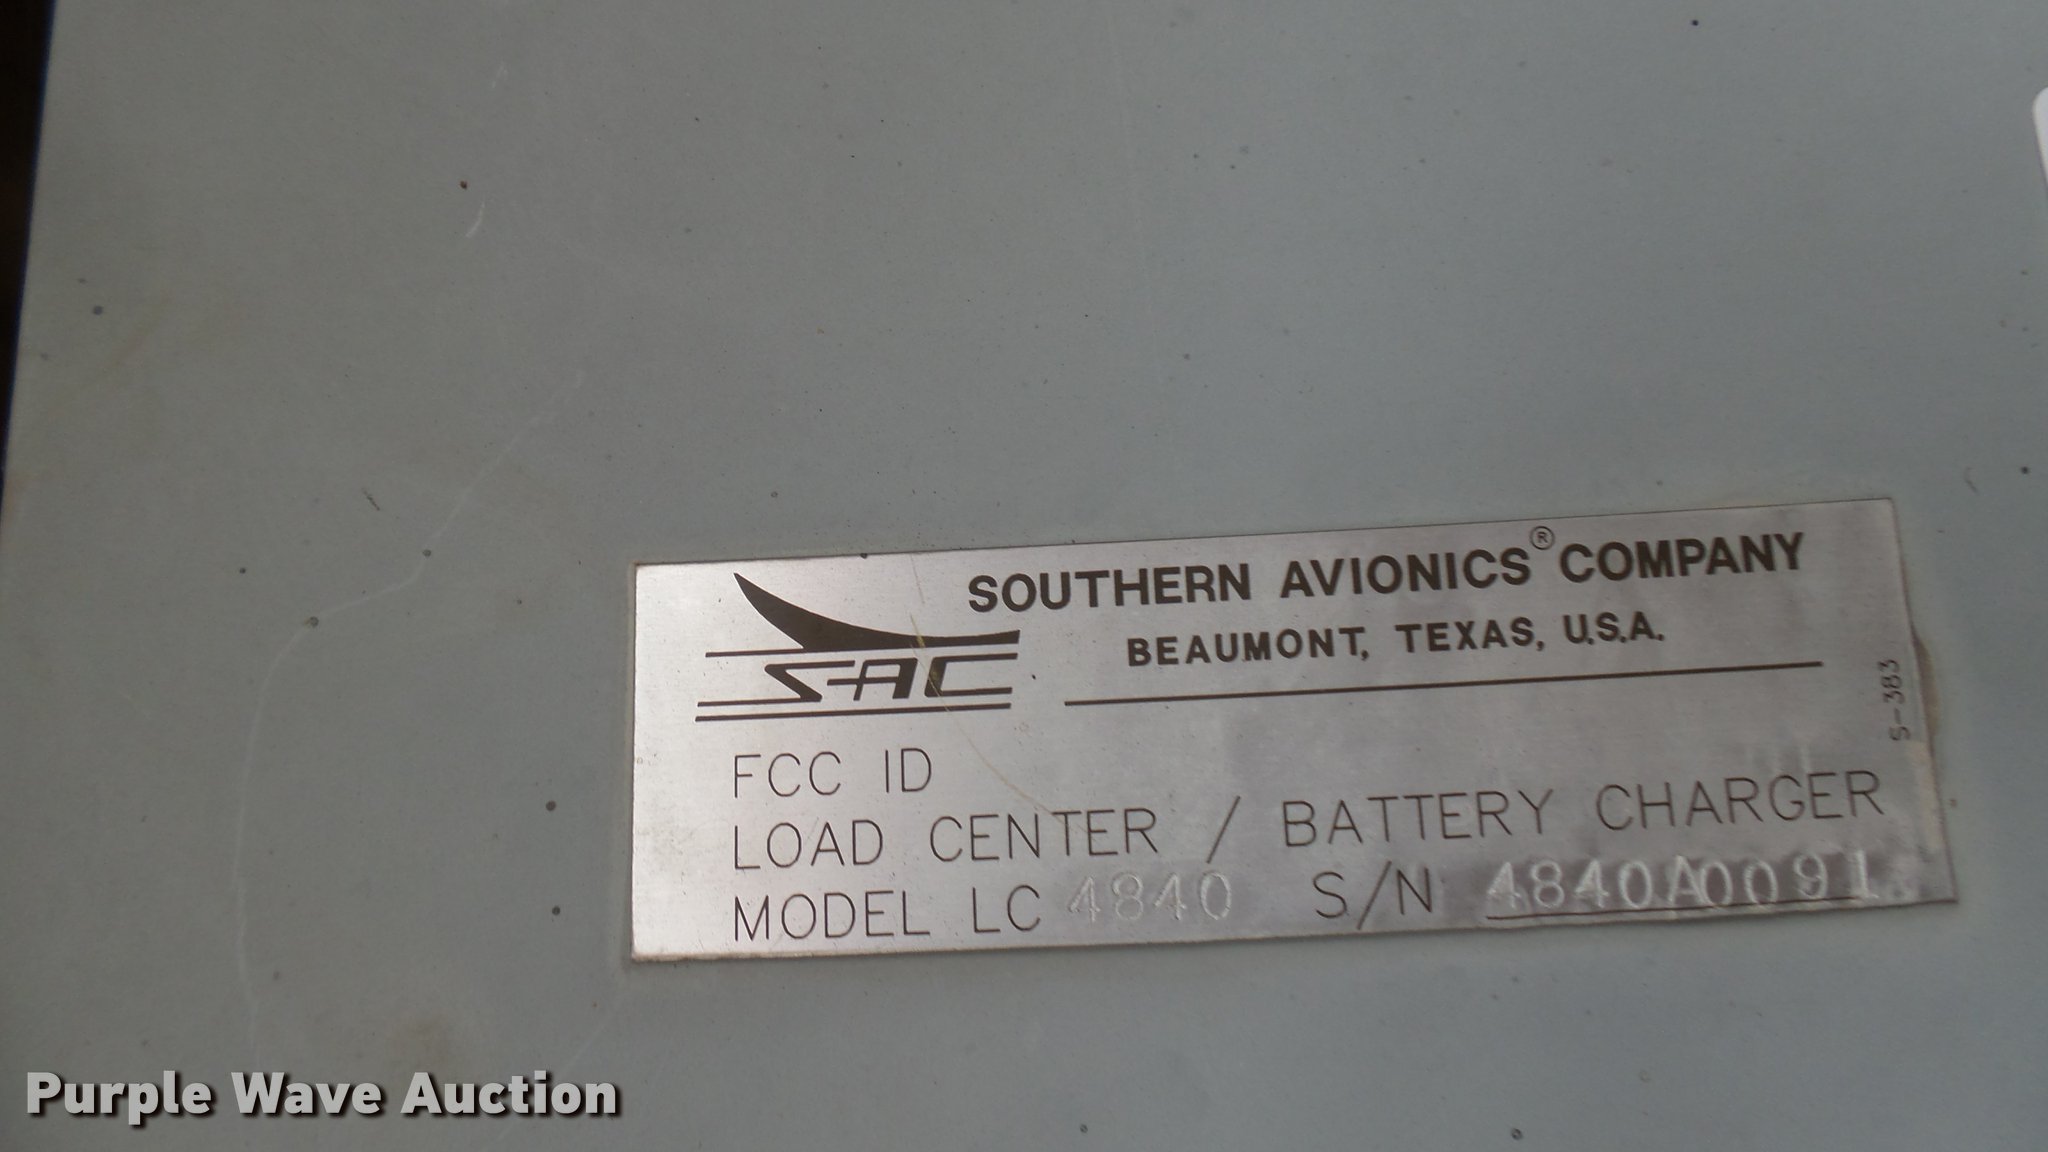 SOUTHERN AVIONICS® COMPANY
BEAUMONT, TEXAS, U.S.A.
SAC
S-383
FCC ID
LOAD CENTER / BATTERY CHARGER
MODEL LC 4840 S/N 4840A0091
Purple Wave Auction